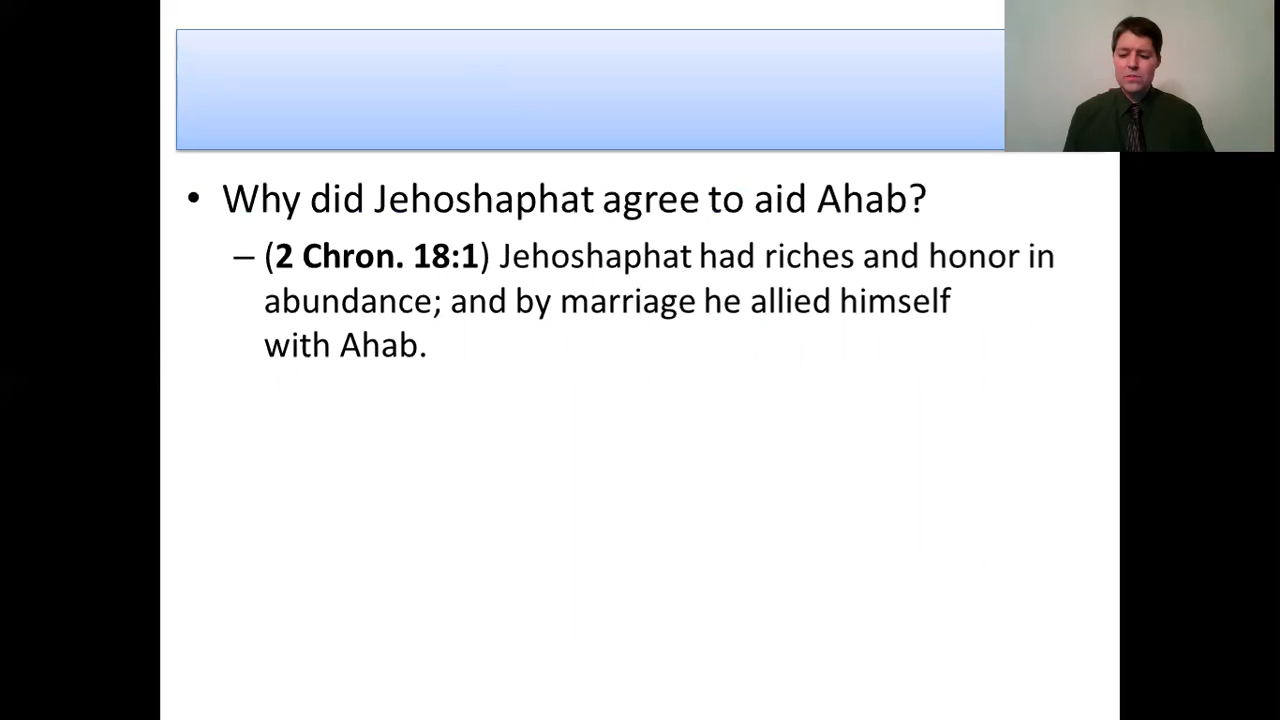 • Why did Jehoshaphat agree to aid Ahab?
– (2 Chron. 18:1) Jehoshaphat had riches and honor in
abundance; and by marriage he allied himself
with Ahab.